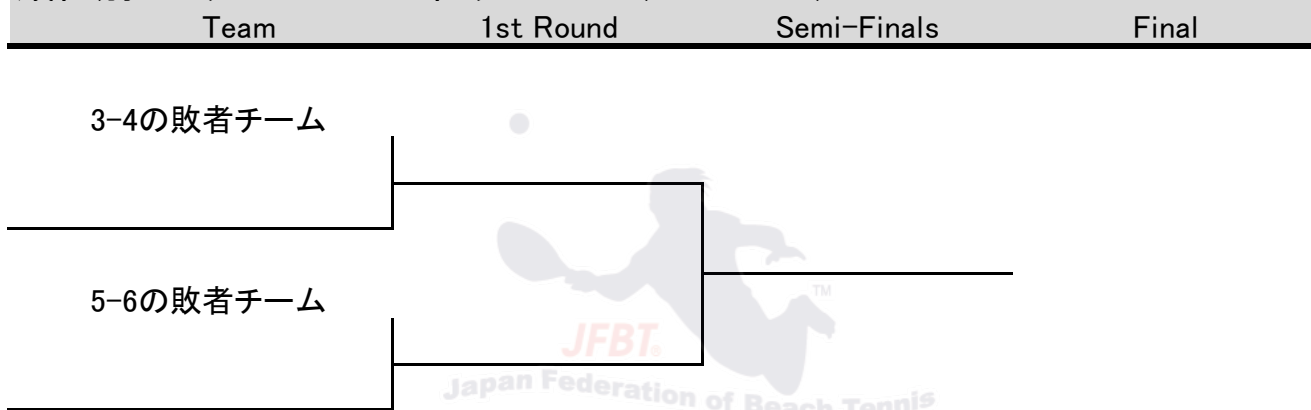 Team 1st Round Semi-Finals Final
3-4の敗者チーム
5-6の敗者チーム
TM
JFBT®
Japan Federation of Beach Tennis